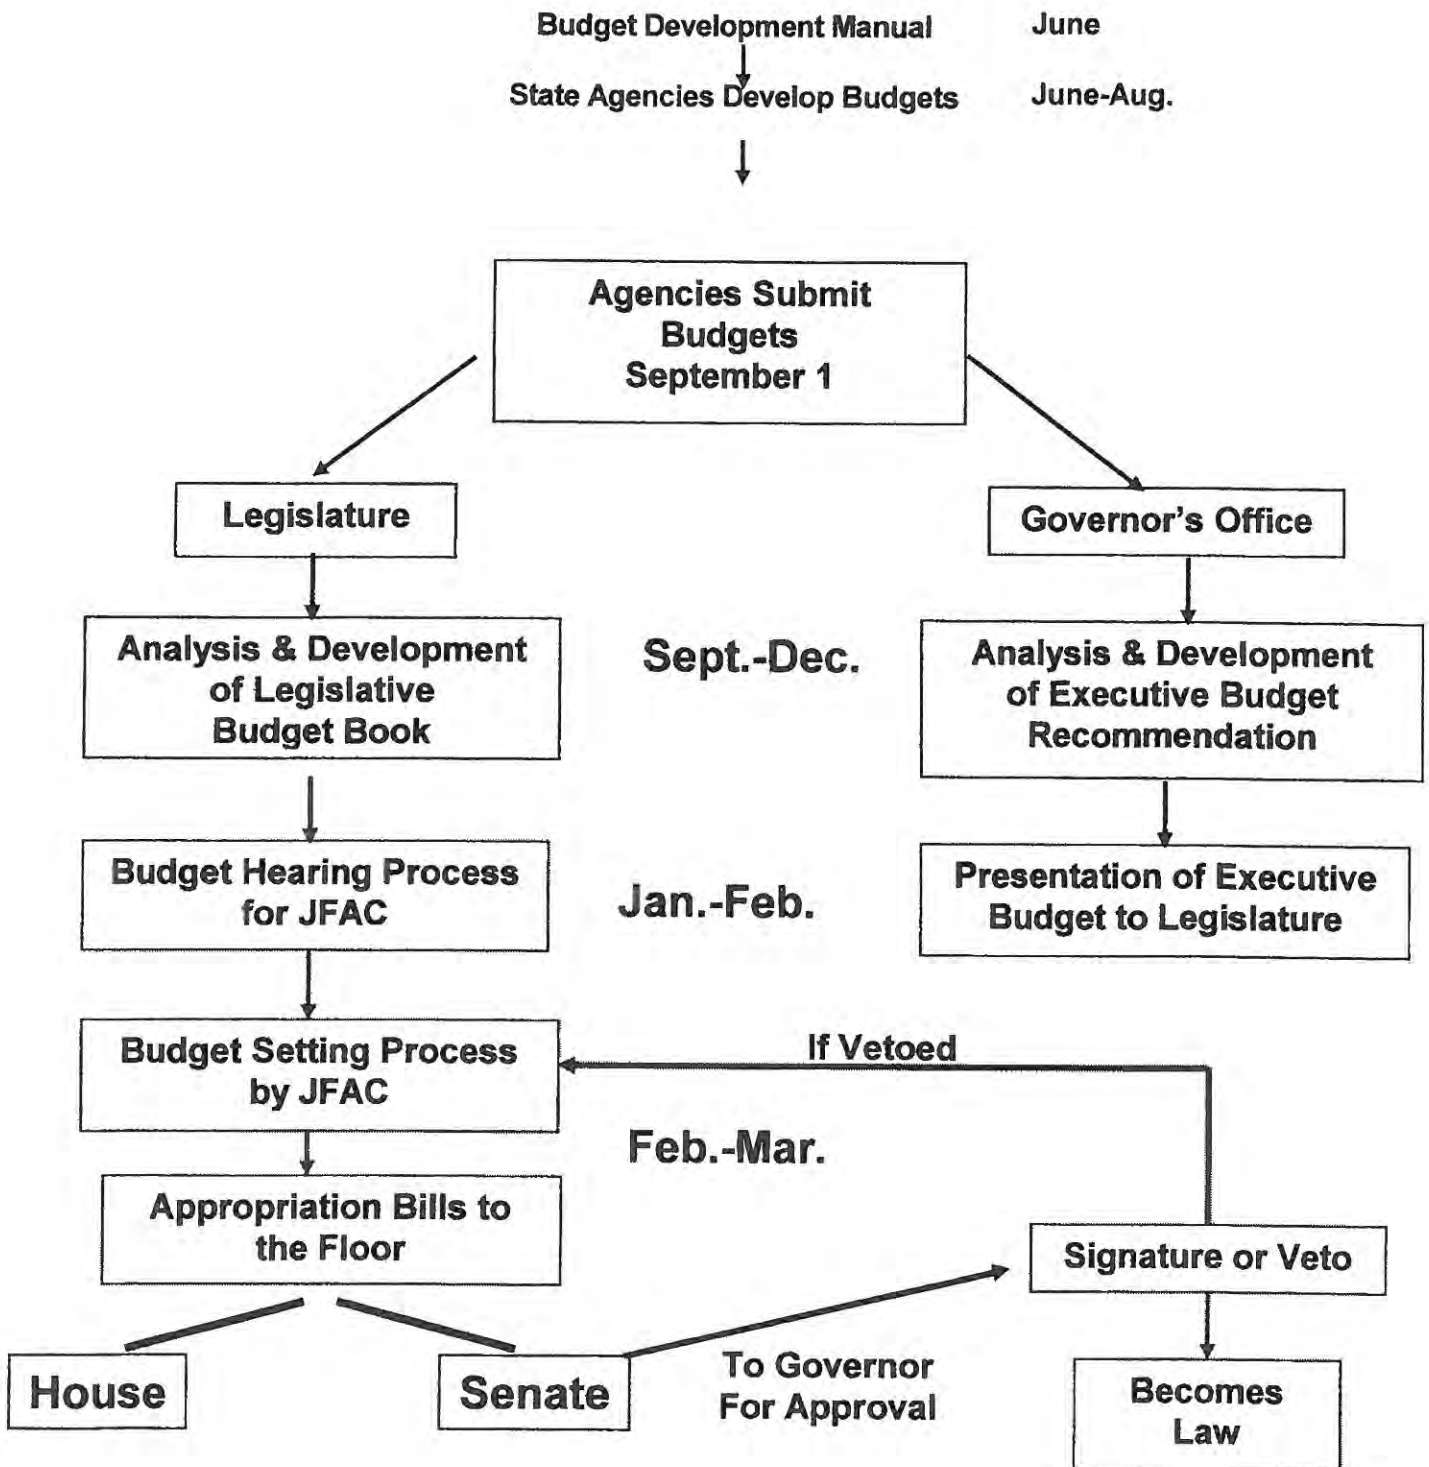 Budget Development Manual June
State Agencies Develop Budgets June-Aug.
Agencies Submit
Budgets
September 1
Legislature
Governor's Office
Analysis & Development
of Legislative
Budget Book
Sept.-Dec.
Analysis & Development
of Executive Budget
Recommendation
Budget Hearing Process
for JFAC
Jan.-Feb.
Presentation of Executive
Budget to Legislature
Budget Setting Process
by JFAC
If Vetoed
Feb.-Mar.
Appropriation Bills to
the Floor
Signature or Veto
House
Senate
To Governor
For Approval
Becomes
Law